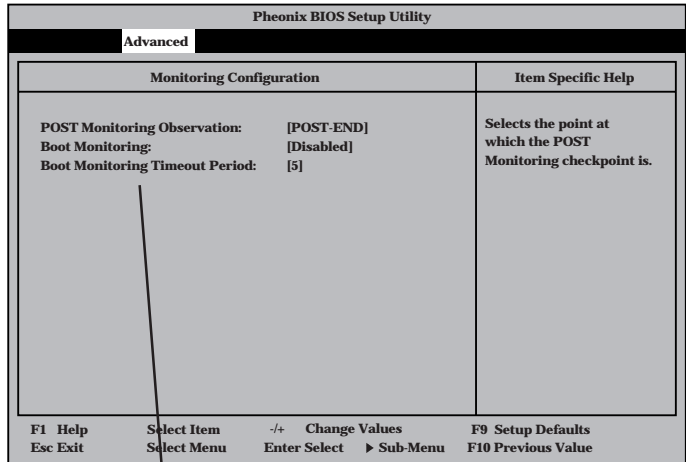 Pheonix BIOS Setup Utility
Advanced
Monitoring Configuration
Item Specific Help
POST Monitoring Observation: [POST-END]
Boot Monitoring: [Disabled]
Boot Monitoring Timeout Period: [5]
Selects the point at
which the POST
Monitoring checkpoint is.
F1 Help Select Item -/+ Change Values F9 Setup Defaults
Esc Exit Select Menu Enter Select ▶ Sub-Menu F10 Previous Value